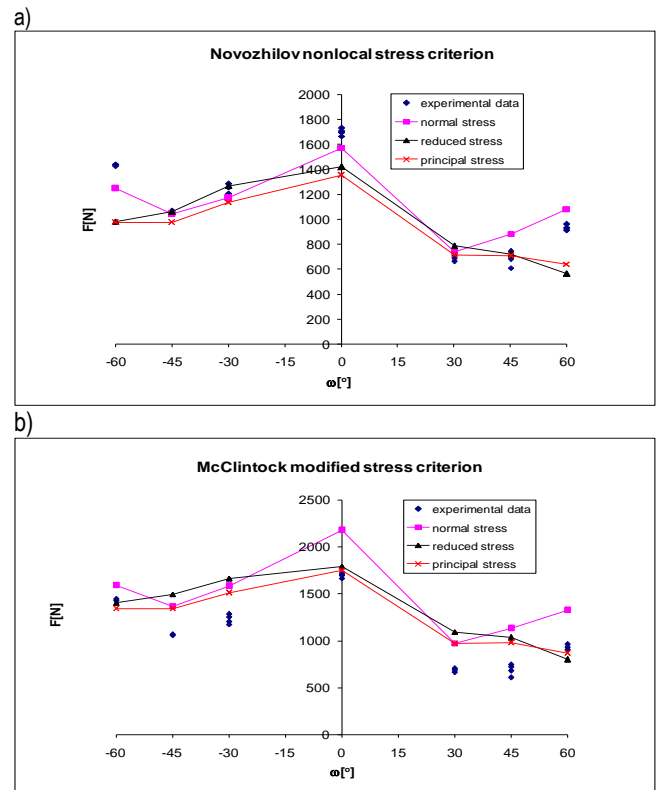 a)
Novozhilov nonlocal stress criterion
2000
1800
1600
1400
1200
1000
800
600
400
200
0
F[N]
experimental data
normal stress
reduced stress
principal stress
-60 -45 -30 -15 0 15 30 45 60
ω[°]
b)
McClintock modified stress criterion
2500
2000
1500
1000
500
0
F[N]
experimental data
normal stress
reduced stress
principal stress
-60 -45 -30 -15 0 15 30 45 60
ω[°]